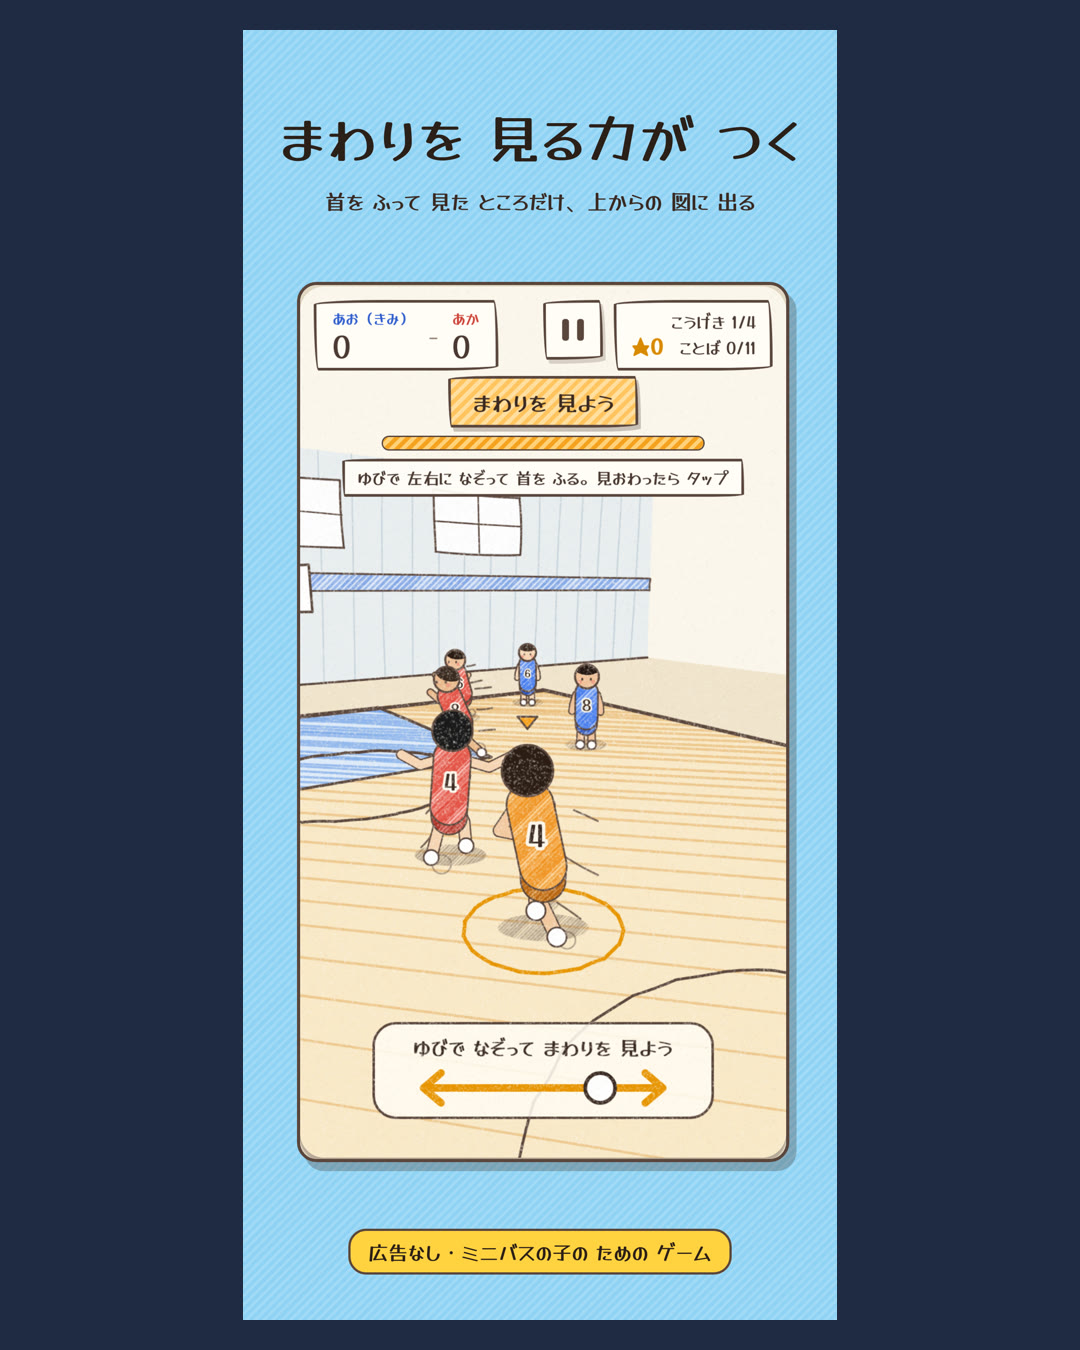 まわりを 見る力が つく
首を ふって 見た ところだけ、上からの 図に 出る
あお（きみ） あか
0 - 0
こうげき 1/4
★0 ことば 0/11
まわりを 見よう
ゆびで 左右に なぞって 首を ふる。見おわったら タップ
6
8
4
4
ゆびで なぞって まわりを 見よう
広告なし・ミニバスの子の ための ゲーム